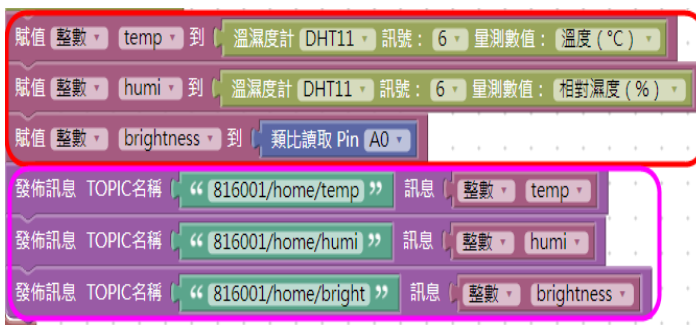 賦值 整數 temp 到 溫濕度計 DHT11 訊號： 6 量測數值： 溫度 ( °C )
賦值 整數 humi 到 溫濕度計 DHT11 訊號： 6 量測數值： 相對濕度 ( % )
賦值 整數 brightness 到 類比讀取 Pin A0
發佈訊息 TOPIC名稱 “ 816001/home/temp ” 訊息 整數 temp
發佈訊息 TOPIC名稱 “ 816001/home/humi ” 訊息 整數 humi
發佈訊息 TOPIC名稱 “ 816001/home/bright ” 訊息 整數 brightness